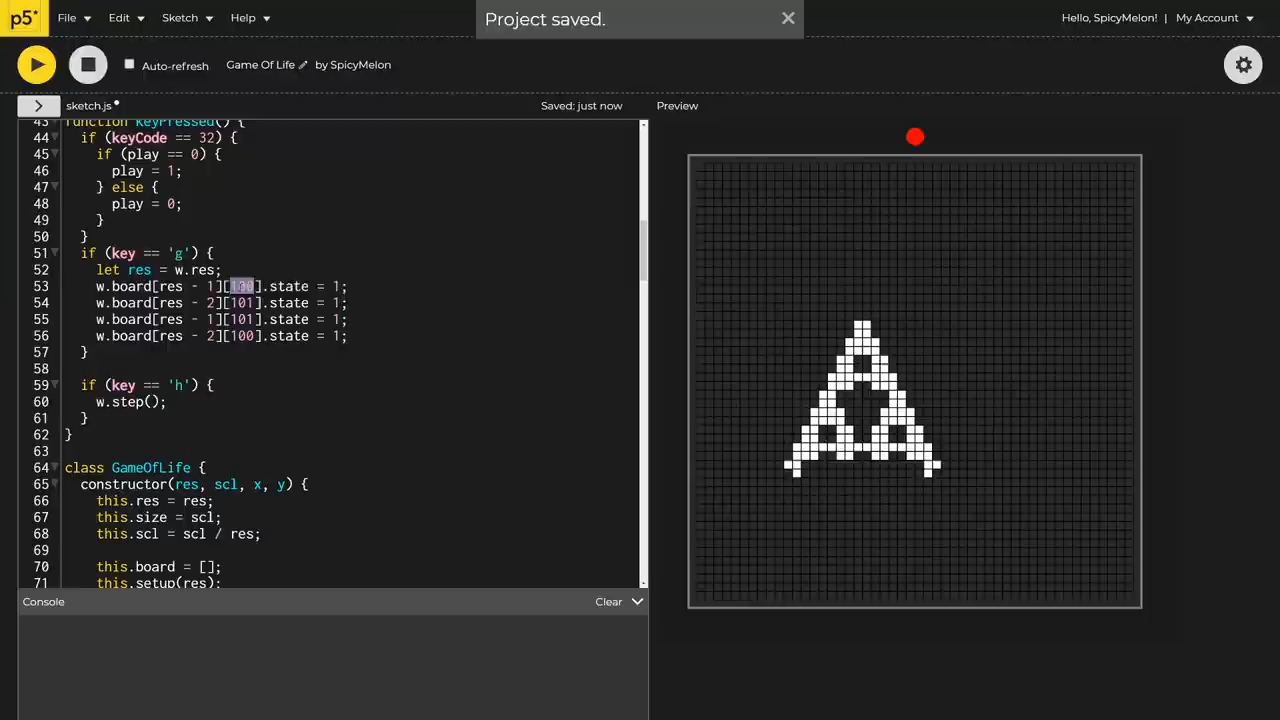 Project saved.
p5*
File
Edit
Sketch
Help
Hello, SpicyMelon! | My Account
Auto-refresh
Game Of Life
by SpicyMelon
sketch.js
Saved: just now
Preview
43 function keyPressed() {
44 if (keyCode == 32) {
45 if (play == 0) {
46 play = 1;
47 } else {
48 play = 0;
49 }
50 }
51 if (key == 'g') {
52 let res = w.res;
53 w.board[res - 1][100].state = 1;
54 w.board[res - 2][101].state = 1;
55 w.board[res - 1][101].state = 1;
56 w.board[res - 2][100].state = 1;
57 }
58
59 if (key == 'h') {
60 w.step();
61 }
62 }
63
64 class GameOfLife {
65 constructor(res, scl, x, y) {
66 this.res = res;
67 this.size = scl;
68 this.scl = scl / res;
69
70 this.board = [];
71 this.setup(res);
Console
Clear